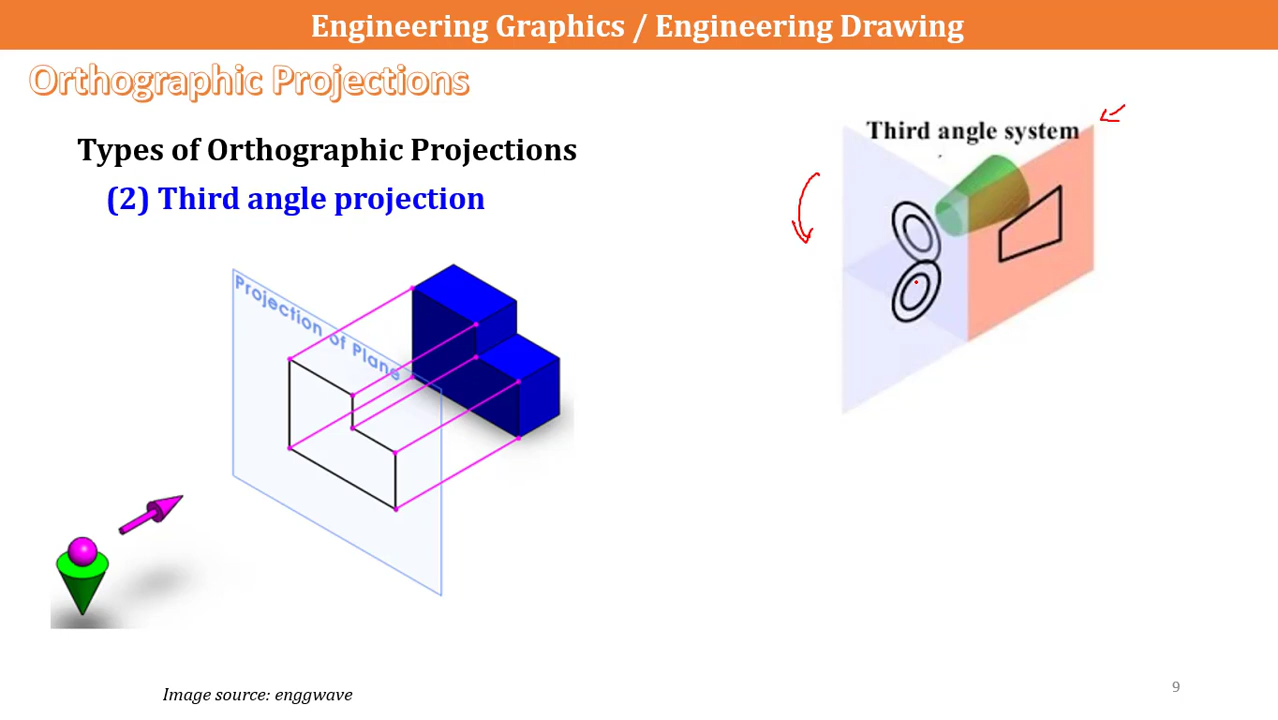 Engineering Graphics / Engineering Drawing
Orthographic Projections
Types of Orthographic Projections
(2) Third angle projection
Third angle system
Projection of Plane
Image source: enggwave
9